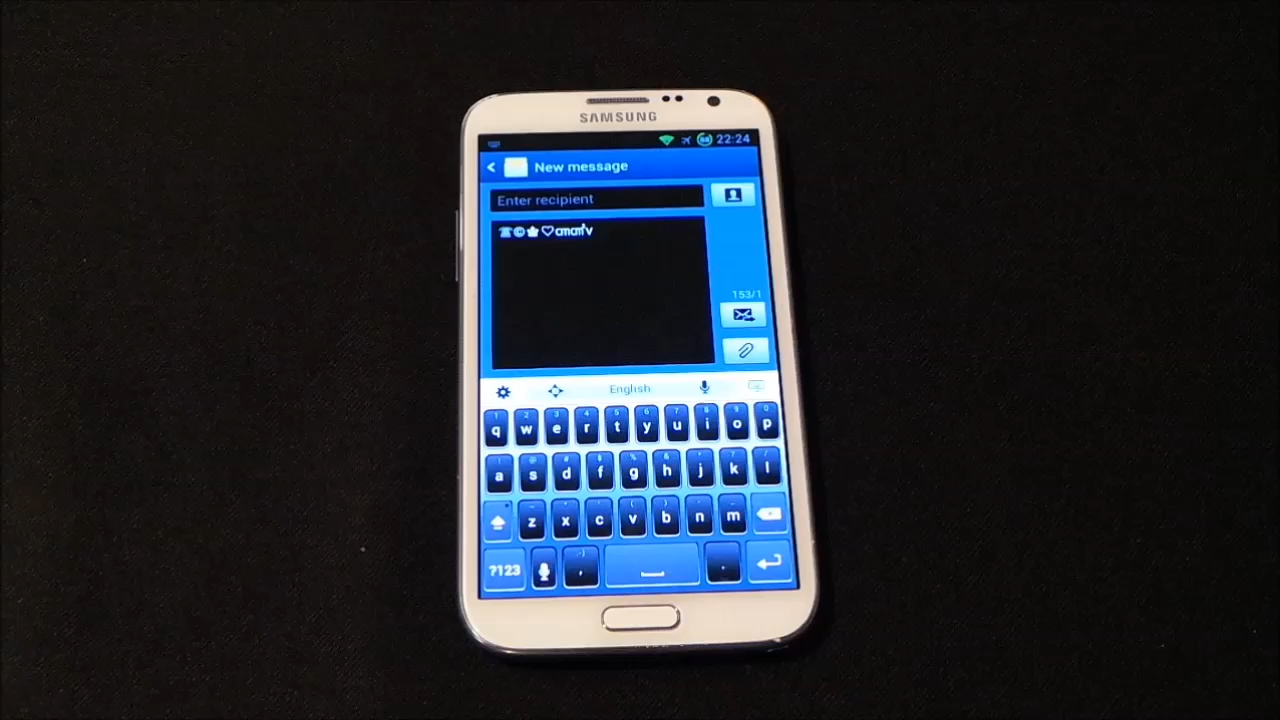 SAMSUNG
22:24
New message
Enter recipient
153/1
English
q w e r t y u i o p
a s d f g h j k l
z x c v b n m
?123 , .